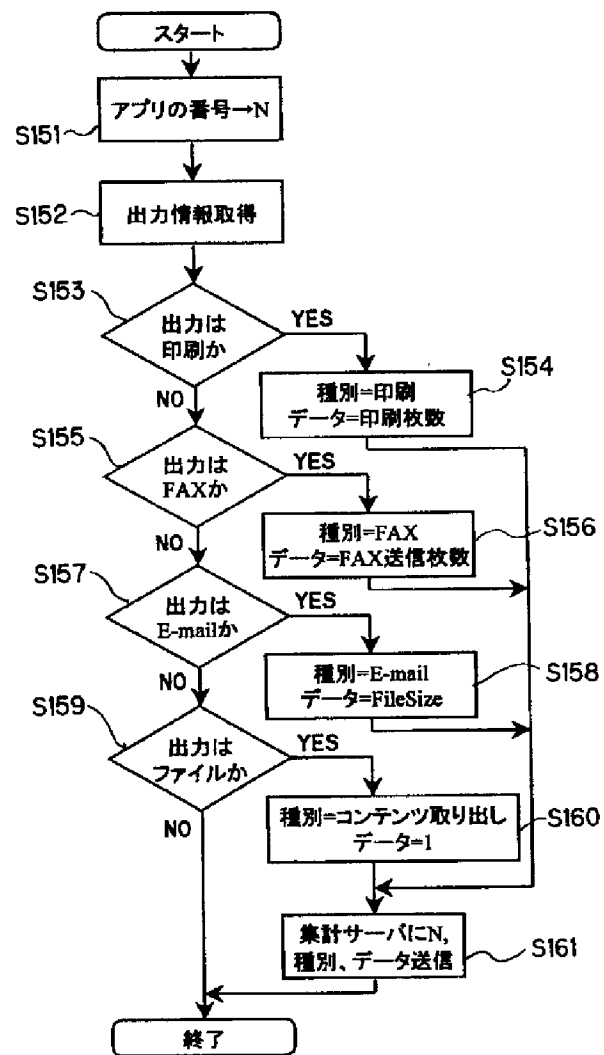 スタート
アプリの番号→N
S151
出力情報取得
S152
S153
出力は
印刷か
YES
NO
S154
種別=印刷
データ=印刷枚数
S155
出力は
FAXか
YES
NO
S156
種別=FAX
データ=FAX送信枚数
S157
出力は
E-mailか
YES
NO
S158
種別=E-mail
データ=FileSize
S159
出力は
ファイルか
YES
NO
種別=コンテンツ取り出し
データ=1
S160
集計サーバにN,
種別、データ送信
S161
終了